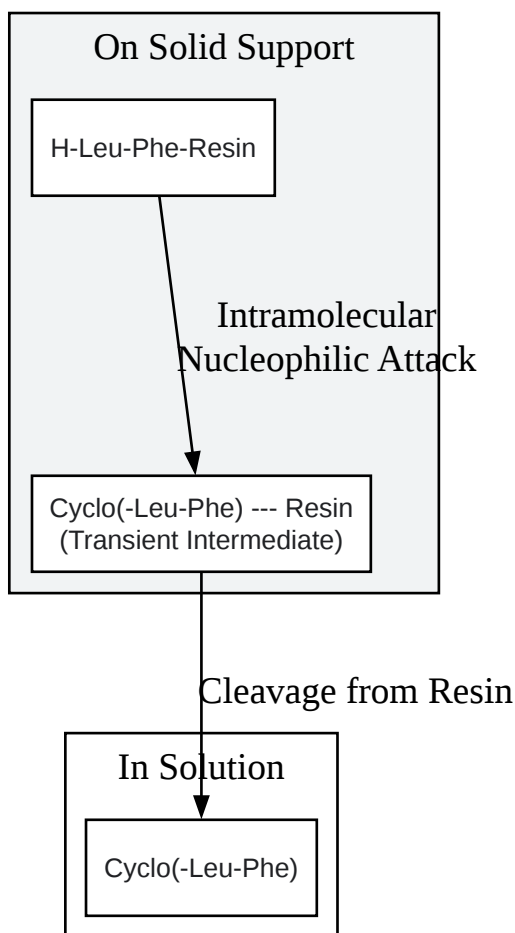 On Solid Support
H-Leu-Phe-Resin
Intramolecular
Nucleophilic Attack
Cyclo(-Leu-Phe) --- Resin
(Transient Intermediate)
Cleavage from Resin
In Solution
Cyclo(-Leu-Phe)